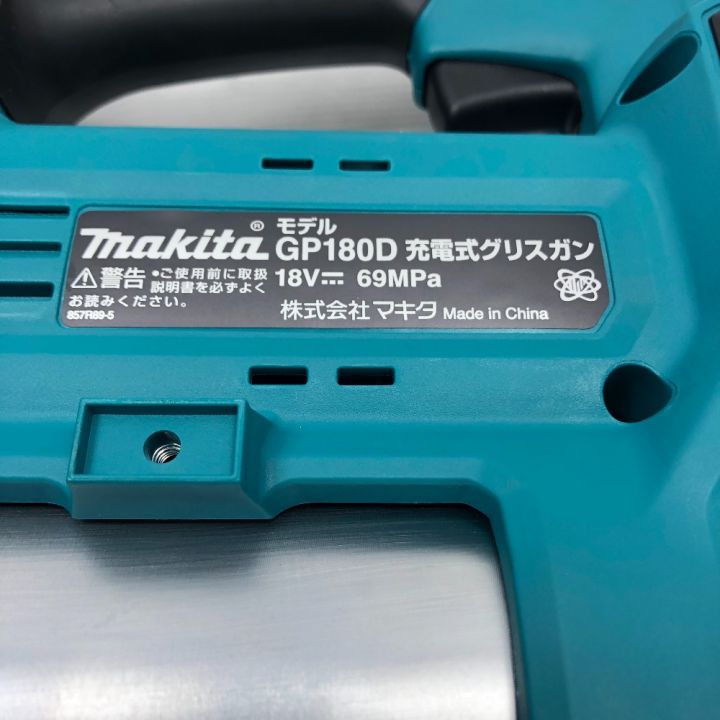 makita® モデル
GP180D 充電式グリスガン
⚠警告 •ご使用前に取扱説明書を必ずよくお読みください。
18V⎓ 69MPa
株式会社マキタ Made in China
857R89-5